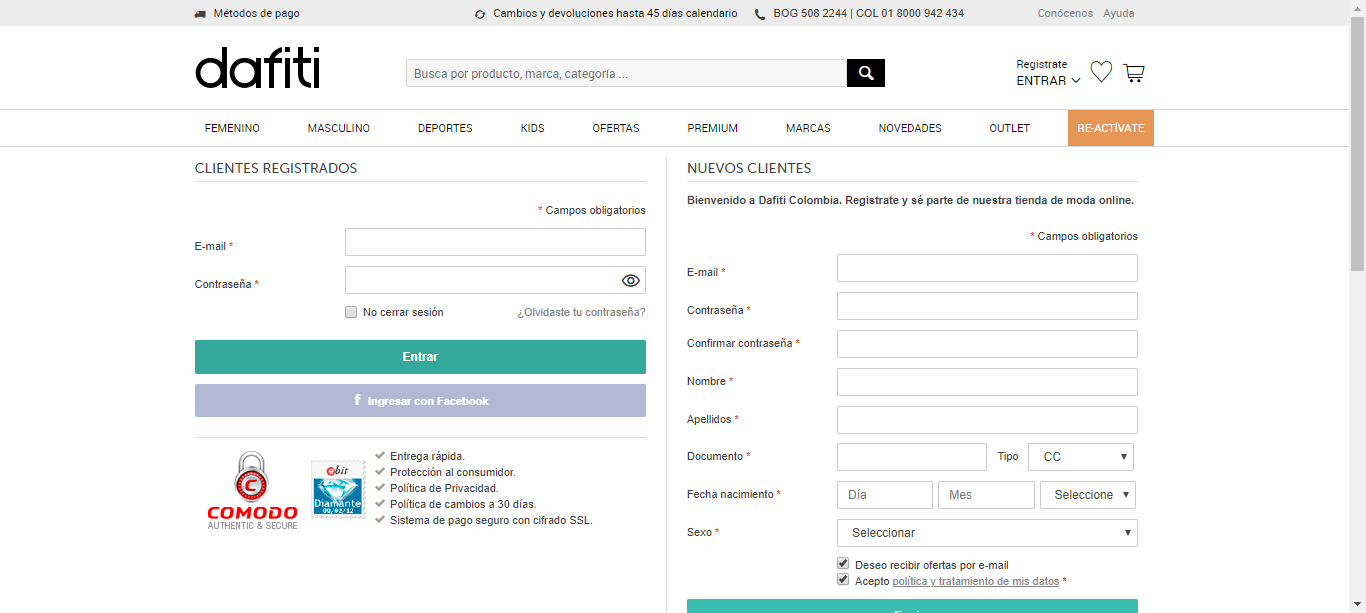 Métodos de pago
Cambios y devoluciones hasta 45 días calendario
BOG 508 2244 | COL 01 8000 942 434
Conócenos Ayuda
dafiti
Busca por producto, marca, categoría ...
Registrate
ENTRAR
FEMENINO MASCULINO DEPORTES KIDS OFERTAS PREMIUM MARCAS NOVEDADES OUTLET RE-ACTÍVATE
CLIENTES REGISTRADOS
* Campos obligatorios
E-mail *
Contraseña *
No cerrar sesión
¿Olvidaste tu contraseña?
Entrar
f Ingresar con Facebook
COMODO
AUTHENTIC & SECURE
ebit
Diamante
09/02/12
Entrega rápida.
Protección al consumidor.
Política de Privacidad.
Política de cambios a 30 días.
Sistema de pago seguro con cifrado SSL.
NUEVOS CLIENTES
Bienvenido a Dafiti Colombia. Registrate y sé parte de nuestra tienda de moda online.
* Campos obligatorios
E-mail *
Contraseña *
Confirmar contraseña *
Nombre *
Apellidos *
Documento * Tipo CC
Fecha nacimiento * Día Mes Seleccione
Sexo * Seleccionar
Deseo recibir ofertas por e-mail
Acepto política y tratamiento de mis datos *